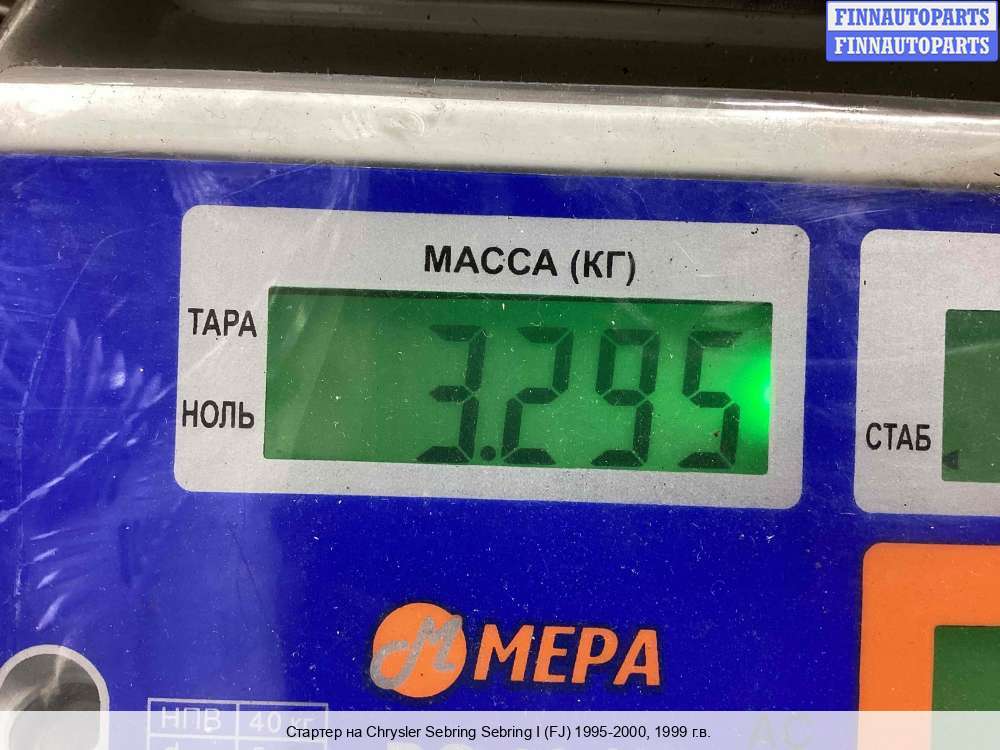 FINNAUTOPARTS
FINNAUTOPARTS
МАССА (КГ)
ТАРА
3.295
НОЛЬ
СТАБ
МЕРА
НПВ 40 кг
Стартер на Chrysler Sebring Sebring I (FJ) 1995-2000, 1999 г.в.